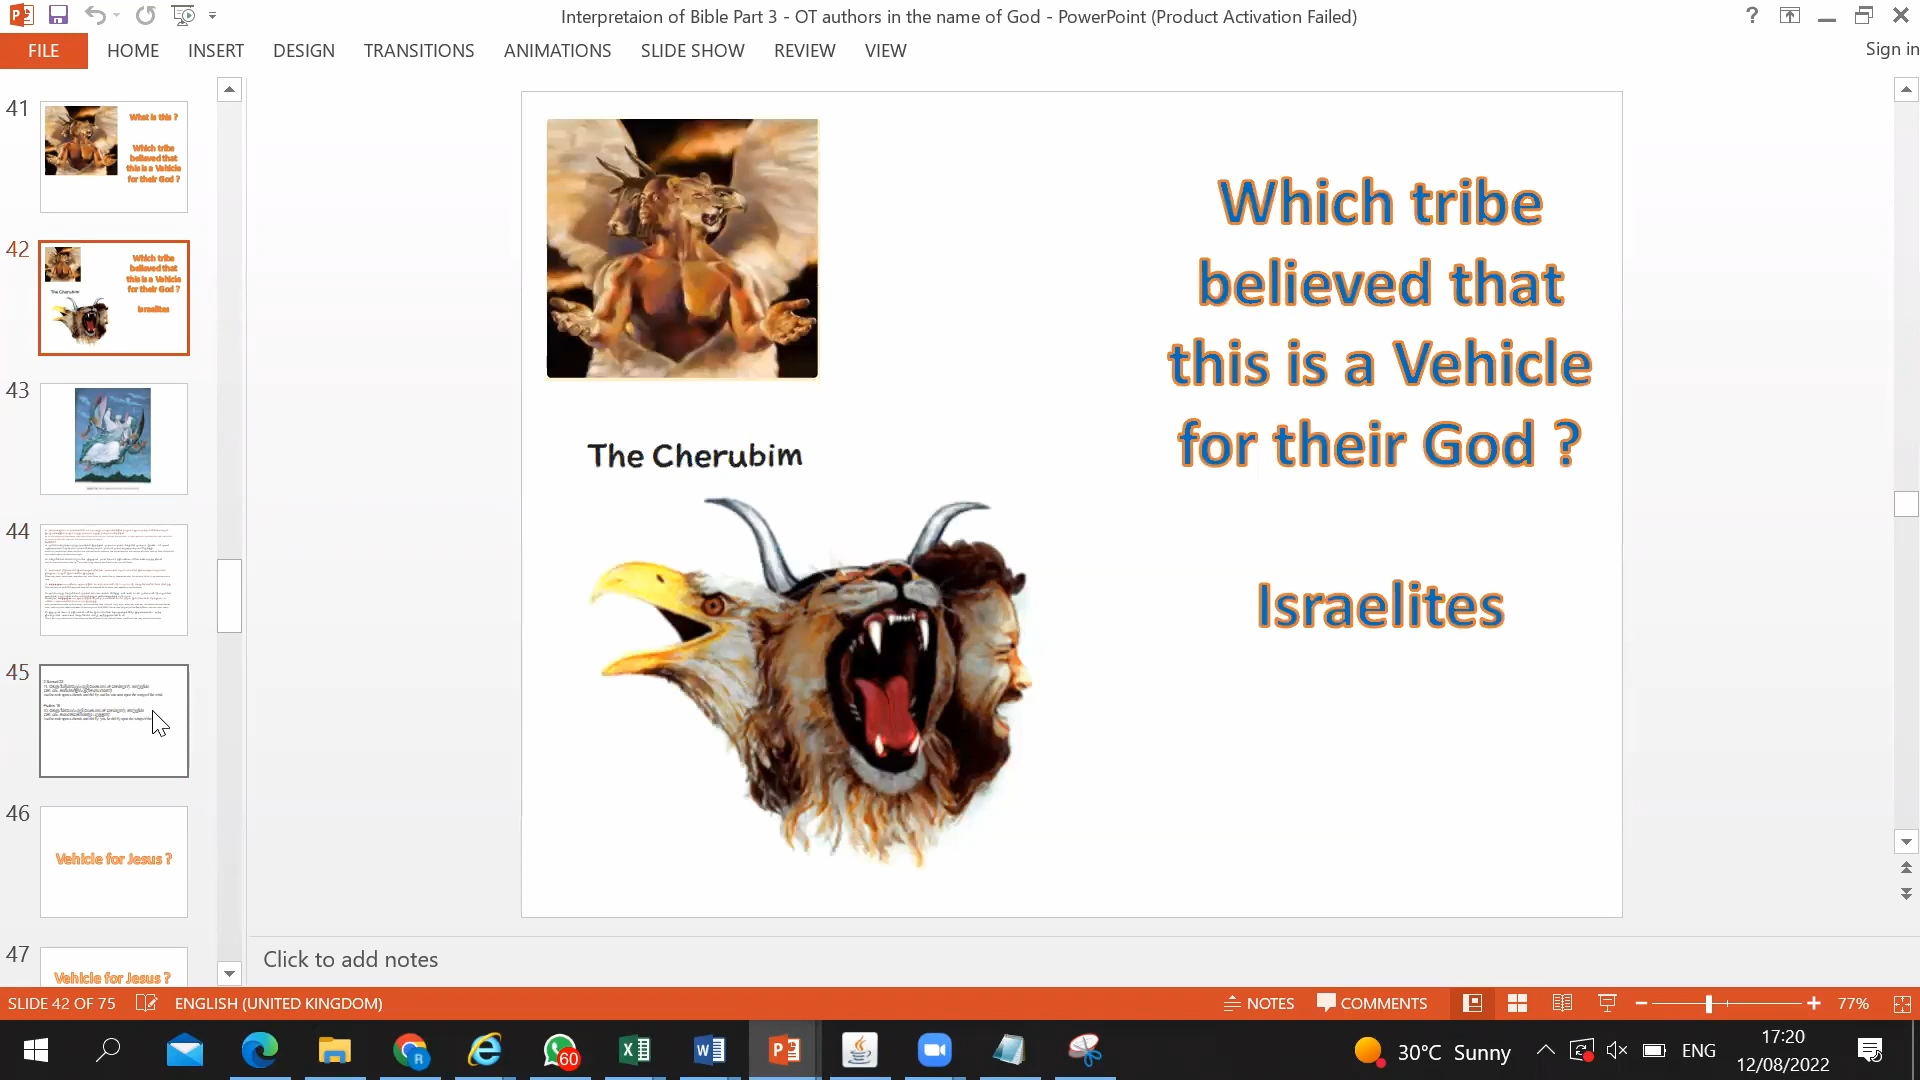 Interpretaion of Bible Part 3 - OT authors in the name of God - PowerPoint (Product Activation Failed)
FILE HOME INSERT DESIGN TRANSITIONS ANIMATIONS SLIDE SHOW REVIEW VIEW Sign in
41
What is this ?
Which tribe
believed that
this is a Vehicle
for their God ?
42
Which tribe
believed that
this is a Vehicle
for their God ?
The Cherubim
Israelites
43
44
45
46
Vehicle for Jesus ?
47
Vehicle for Jesus ?
Which tribe
believed that
this is a Vehicle
for their God ?
The Cherubim
Israelites
Click to add notes
SLIDE 42 OF 75 ENGLISH (UNITED KINGDOM) NOTES COMMENTS 77%
60
30°C Sunny ENG 17:20
12/08/2022